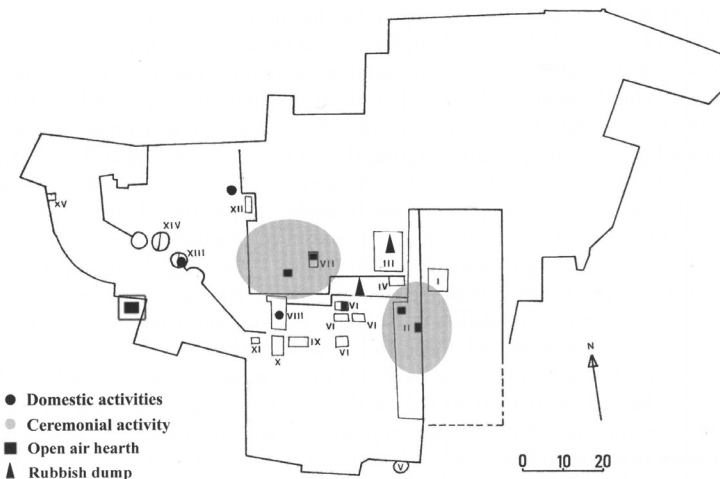 XV
XII
XIV
XIII
VII
III
IV
I
VI
VIII
VI
VI
II
XI
X
IX
VI
N
V
Domestic activities
Ceremonial activity
Open air hearth
Rubbish dump
0 10 20